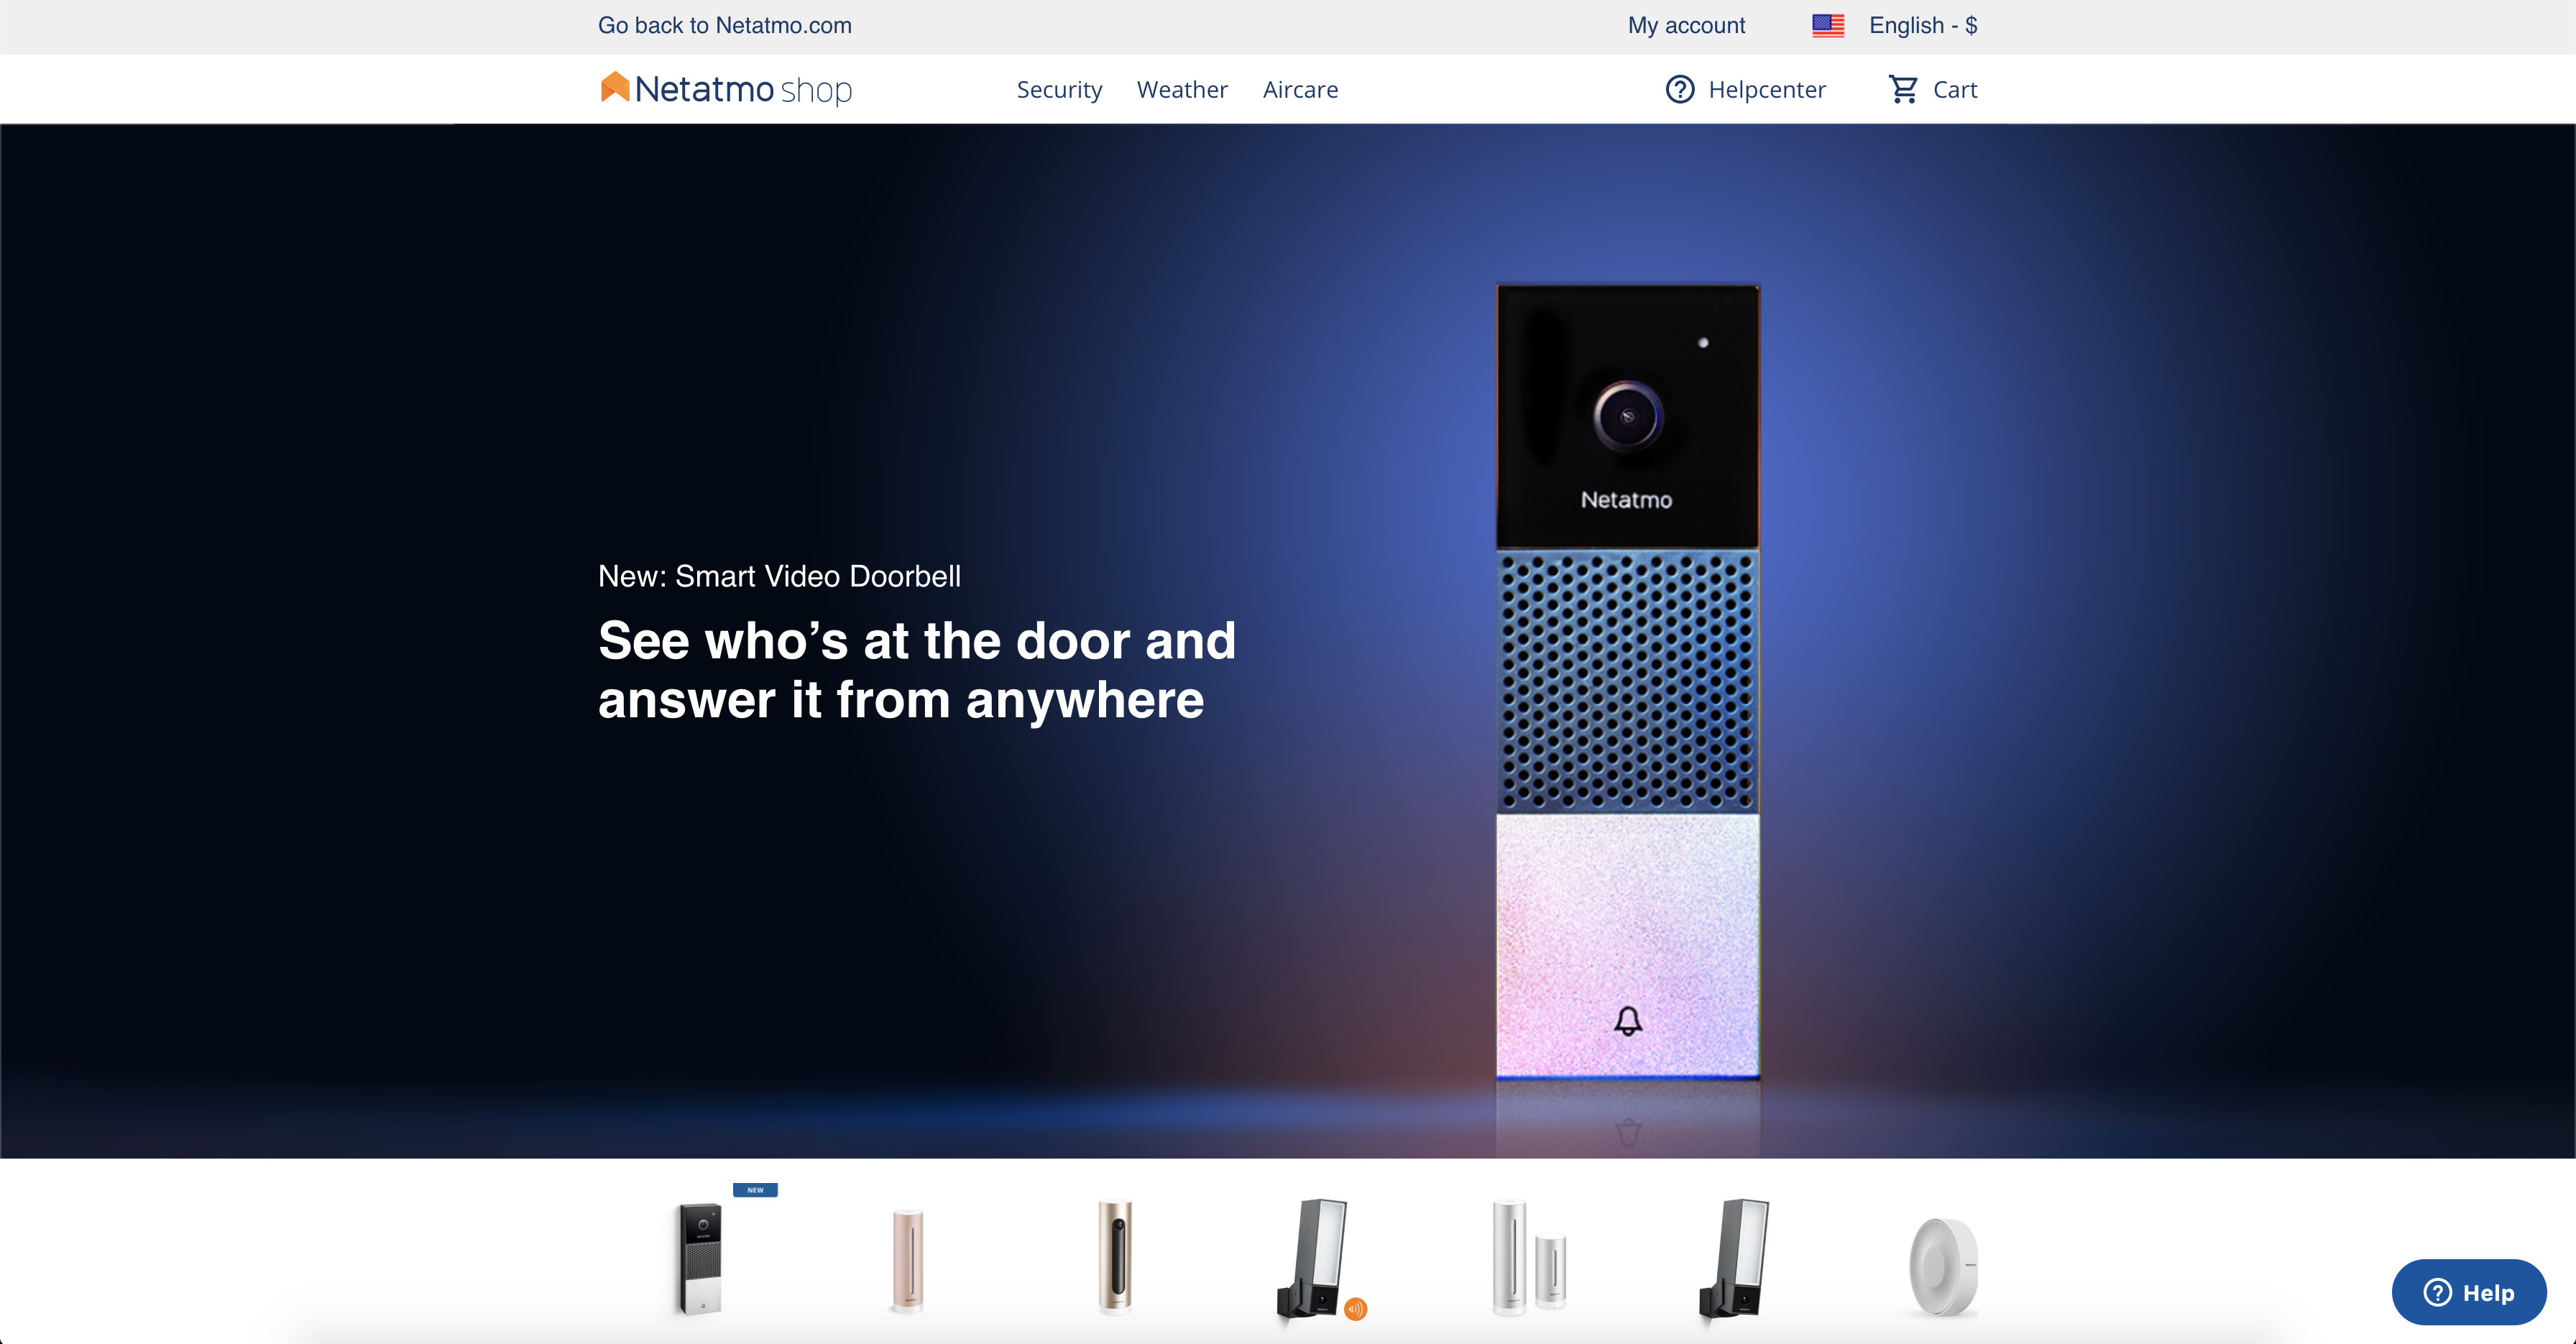 Go back to Netatmo.com
My account
English - $
Netatmo shop
Security
Weather
Aircare
Helpcenter
Cart
Netatmo
New: Smart Video Doorbell
See who’s at the door and
answer it from anywhere
NEW
Help